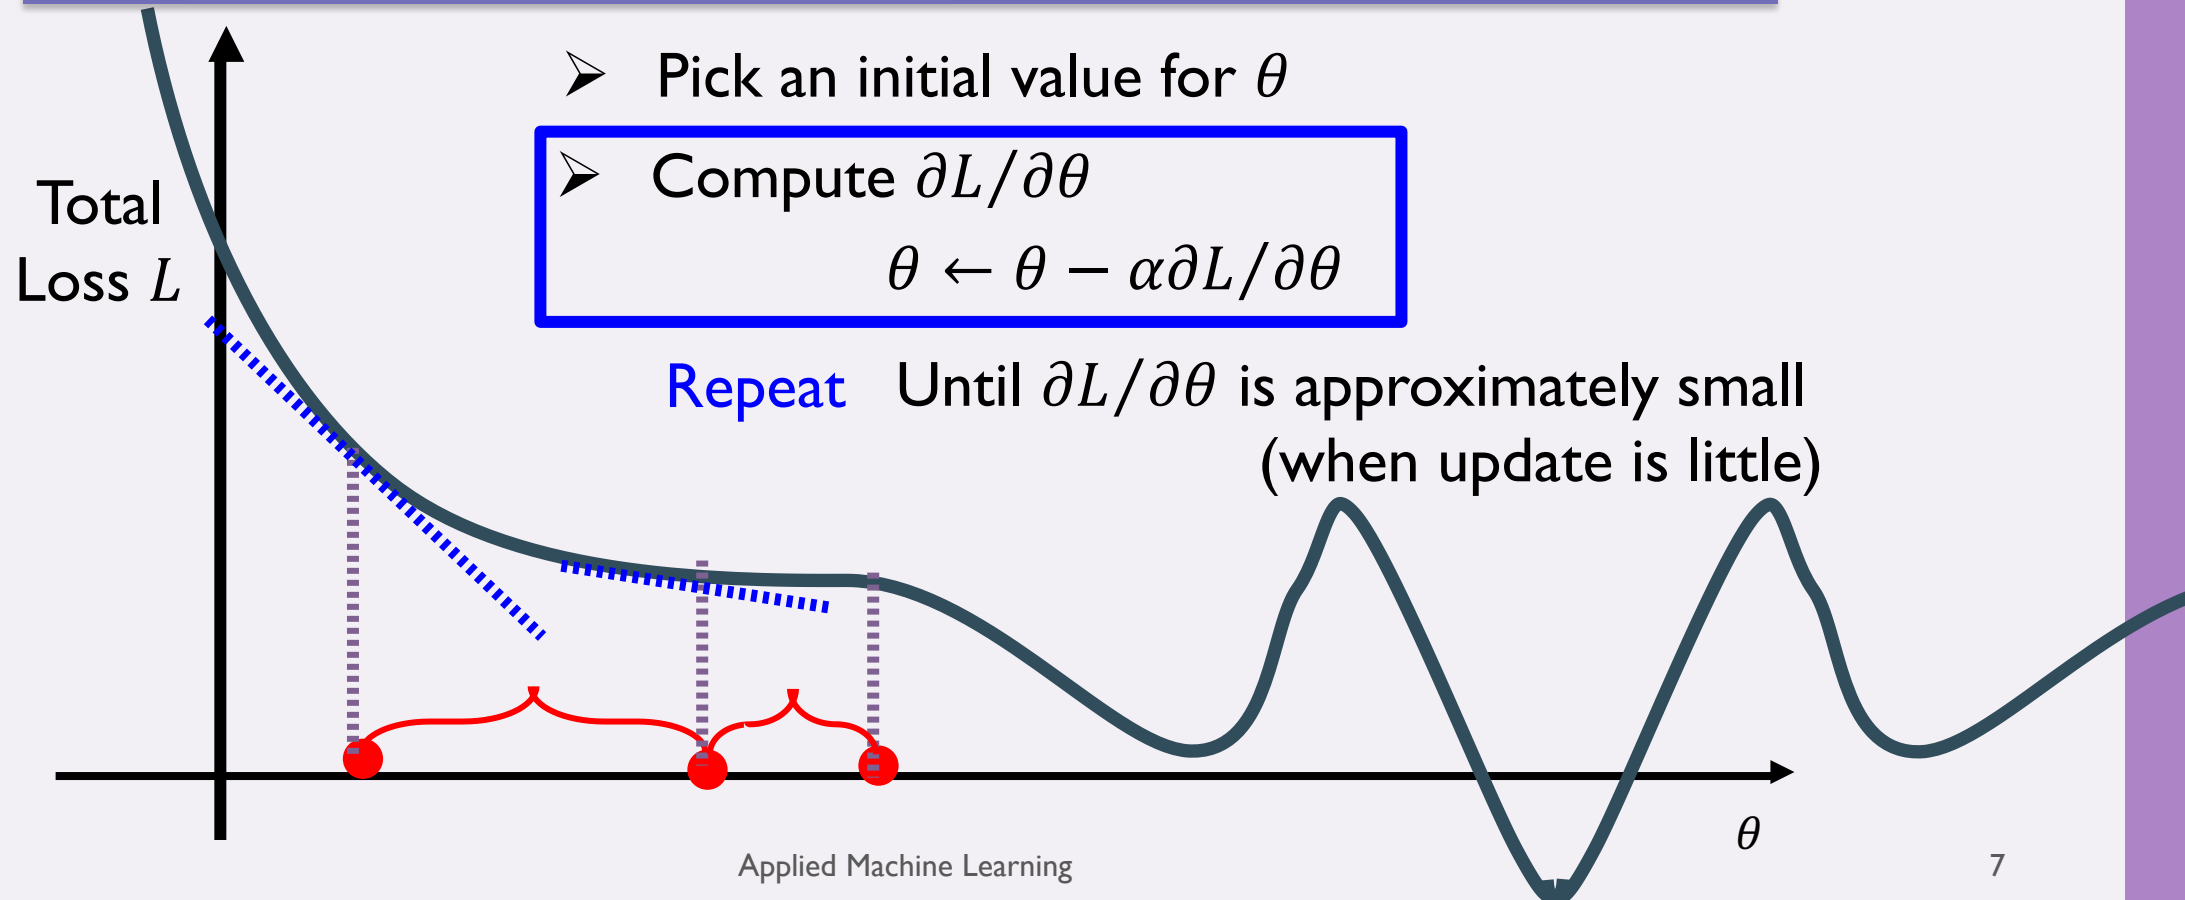 ➢ Pick an initial value for 𝜃
➢ Compute 𝜕𝐿/𝜕𝜃
𝜃 ← 𝜃 − 𝛼𝜕𝐿/𝜕𝜃
Total
Loss 𝐿
Repeat Until 𝜕𝐿/𝜕𝜃 is approximately small
(when update is little)
𝜃
Applied Machine Learning
7